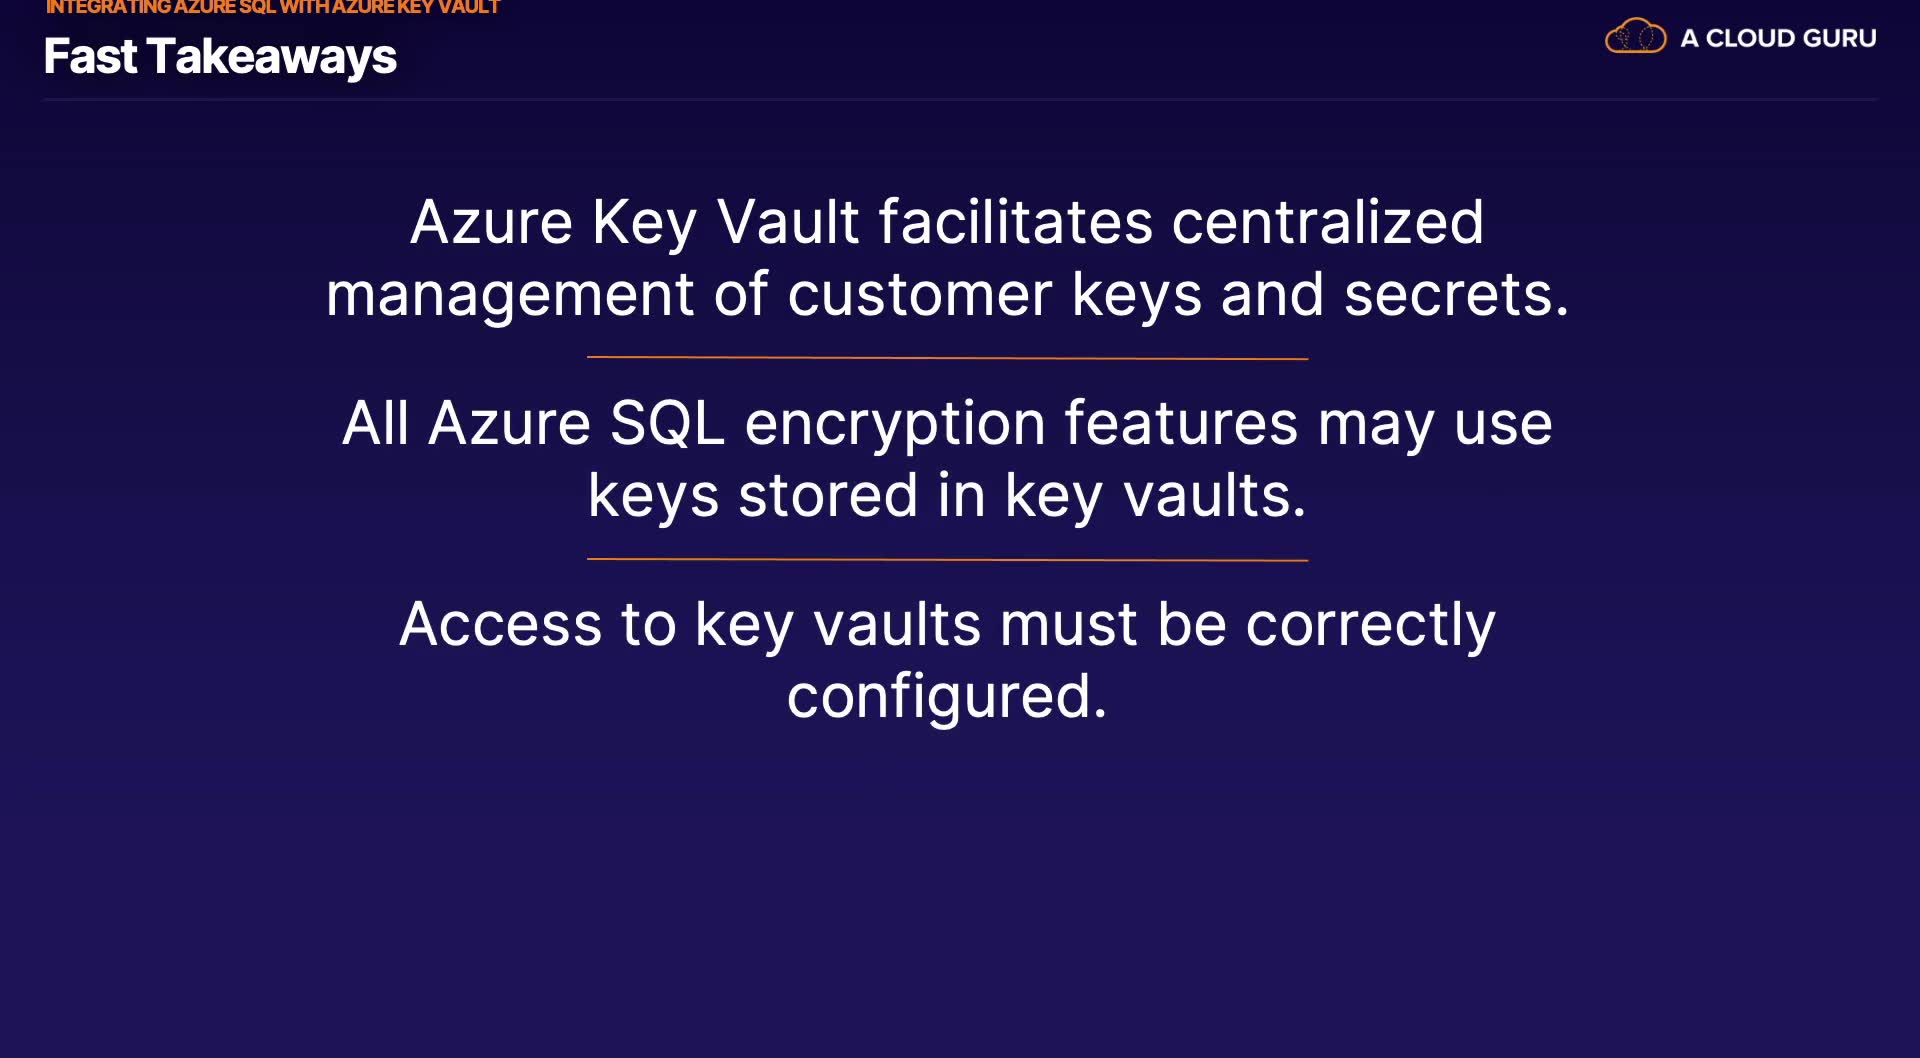 INTEGRATING AZURE SQL WITH AZURE KEY VAULT
Fast Takeaways
A CLOUD GURU
Azure Key Vault facilitates centralized
management of customer keys and secrets.
All Azure SQL encryption features may use
keys stored in key vaults.
Access to key vaults must be correctly
configured.